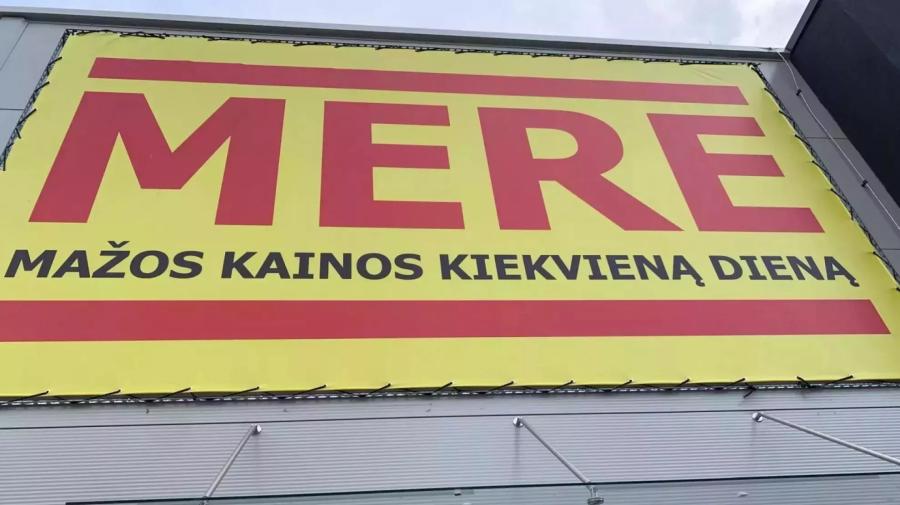 MERE
MAŽOS KAINOS KIEKVIENĄ DIENĄ